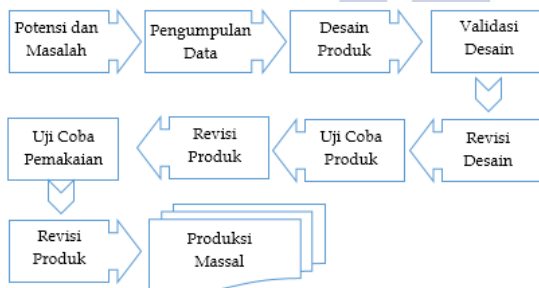 Potensi dan
Masalah
Pengumpulan
Data
Desain
Produk
Validasi
Desain
Revisi
Desain
Uji Coba
Produk
Revisi
Produk
Uji Coba
Pemakaian
Revisi
Produk
Produksi
Massal